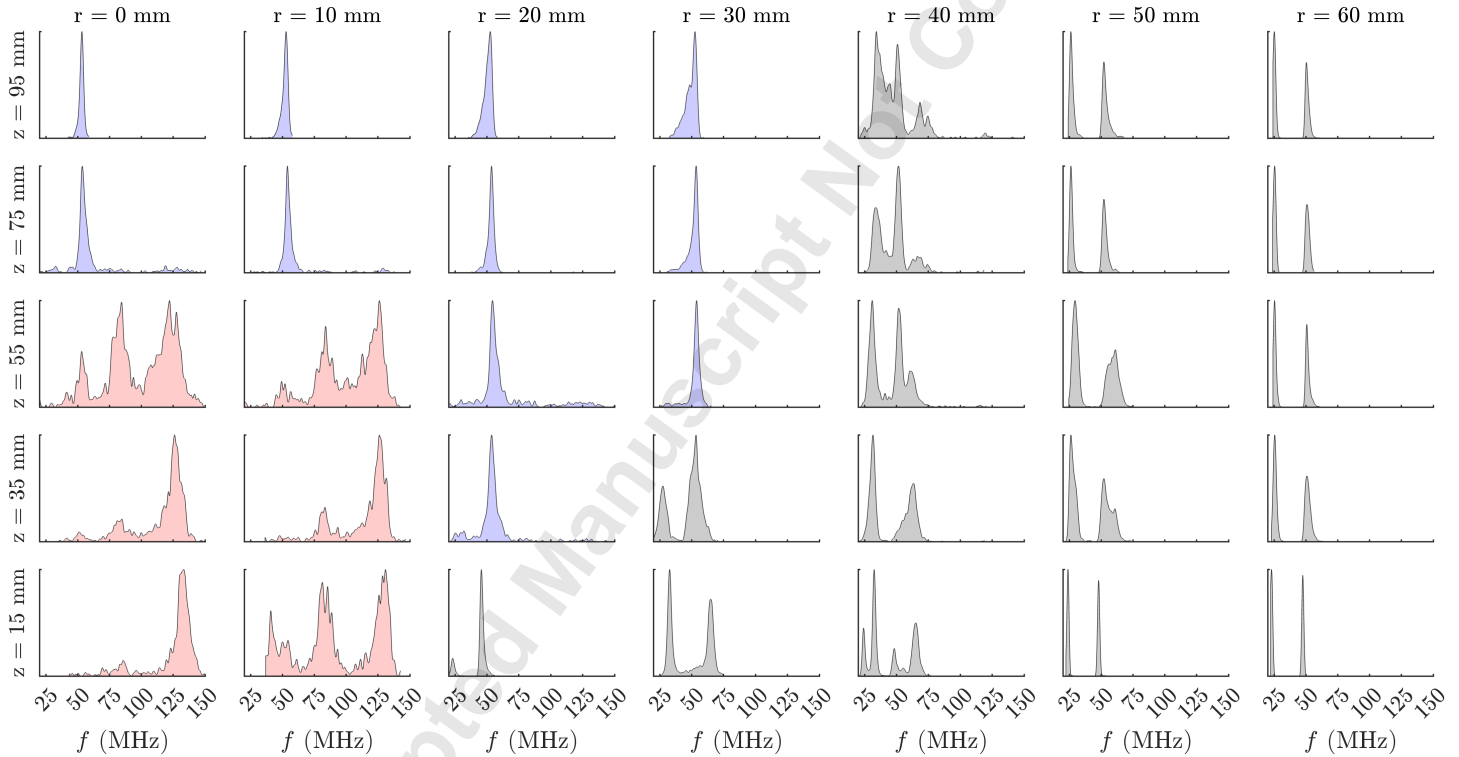 r = 0 mm r = 10 mm r = 20 mm r = 30 mm r = 40 mm r = 50 mm r = 60 mm
z = 95 mm
z = 75 mm
z = 55 mm
z = 35 mm
z = 15 mm
25 50 75 100 125 150 25 50 75 100 125 150 25 50 75 100 125 150 25 50 75 100 125 150 25 50 75 100 125 150 25 50 75 100 125 150 25 50 75 100 125 150
f (MHz) f (MHz) f (MHz) f (MHz) f (MHz) f (MHz) f (MHz)
pted Manuscript Not Co